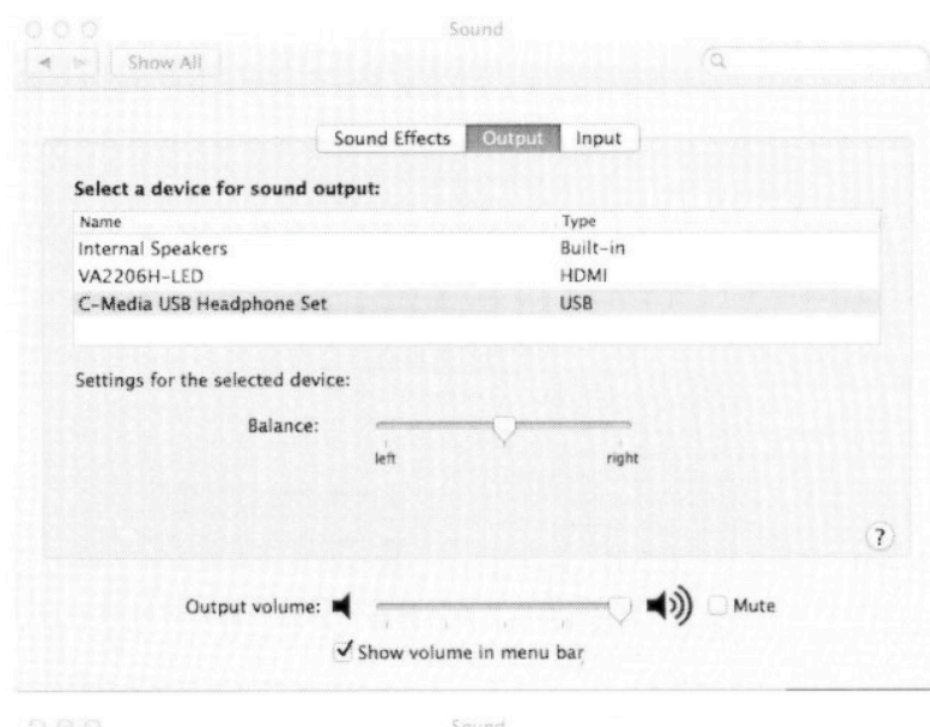 Sound
Show All
Sound Effects Output Input
Select a device for sound output:
Name Type
Internal Speakers Built-in
VA2206H-LED HDMI
C-Media USB Headphone Set USB
Settings for the selected device:
Balance:
left right
?
Output volume: Mute
Show volume in menu bar
Sound